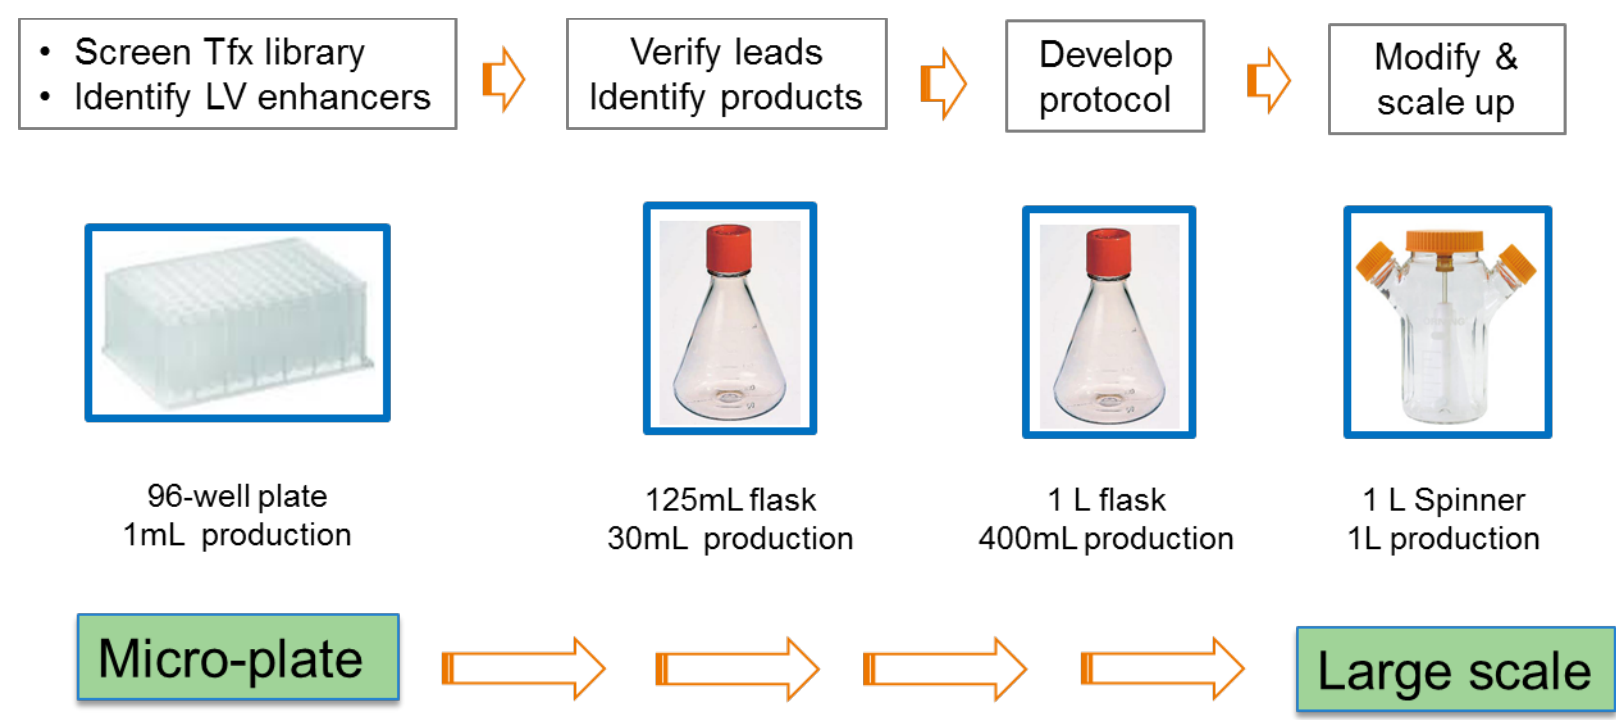 • Screen Tfx library
• Identify LV enhancers
Verify leads
Identify products
Develop
protocol
Modify &
scale up
96-well plate
1mL production
125mL flask
30mL production
1 L flask
400mL production
1 L Spinner
1L production
Micro-plate
Large scale